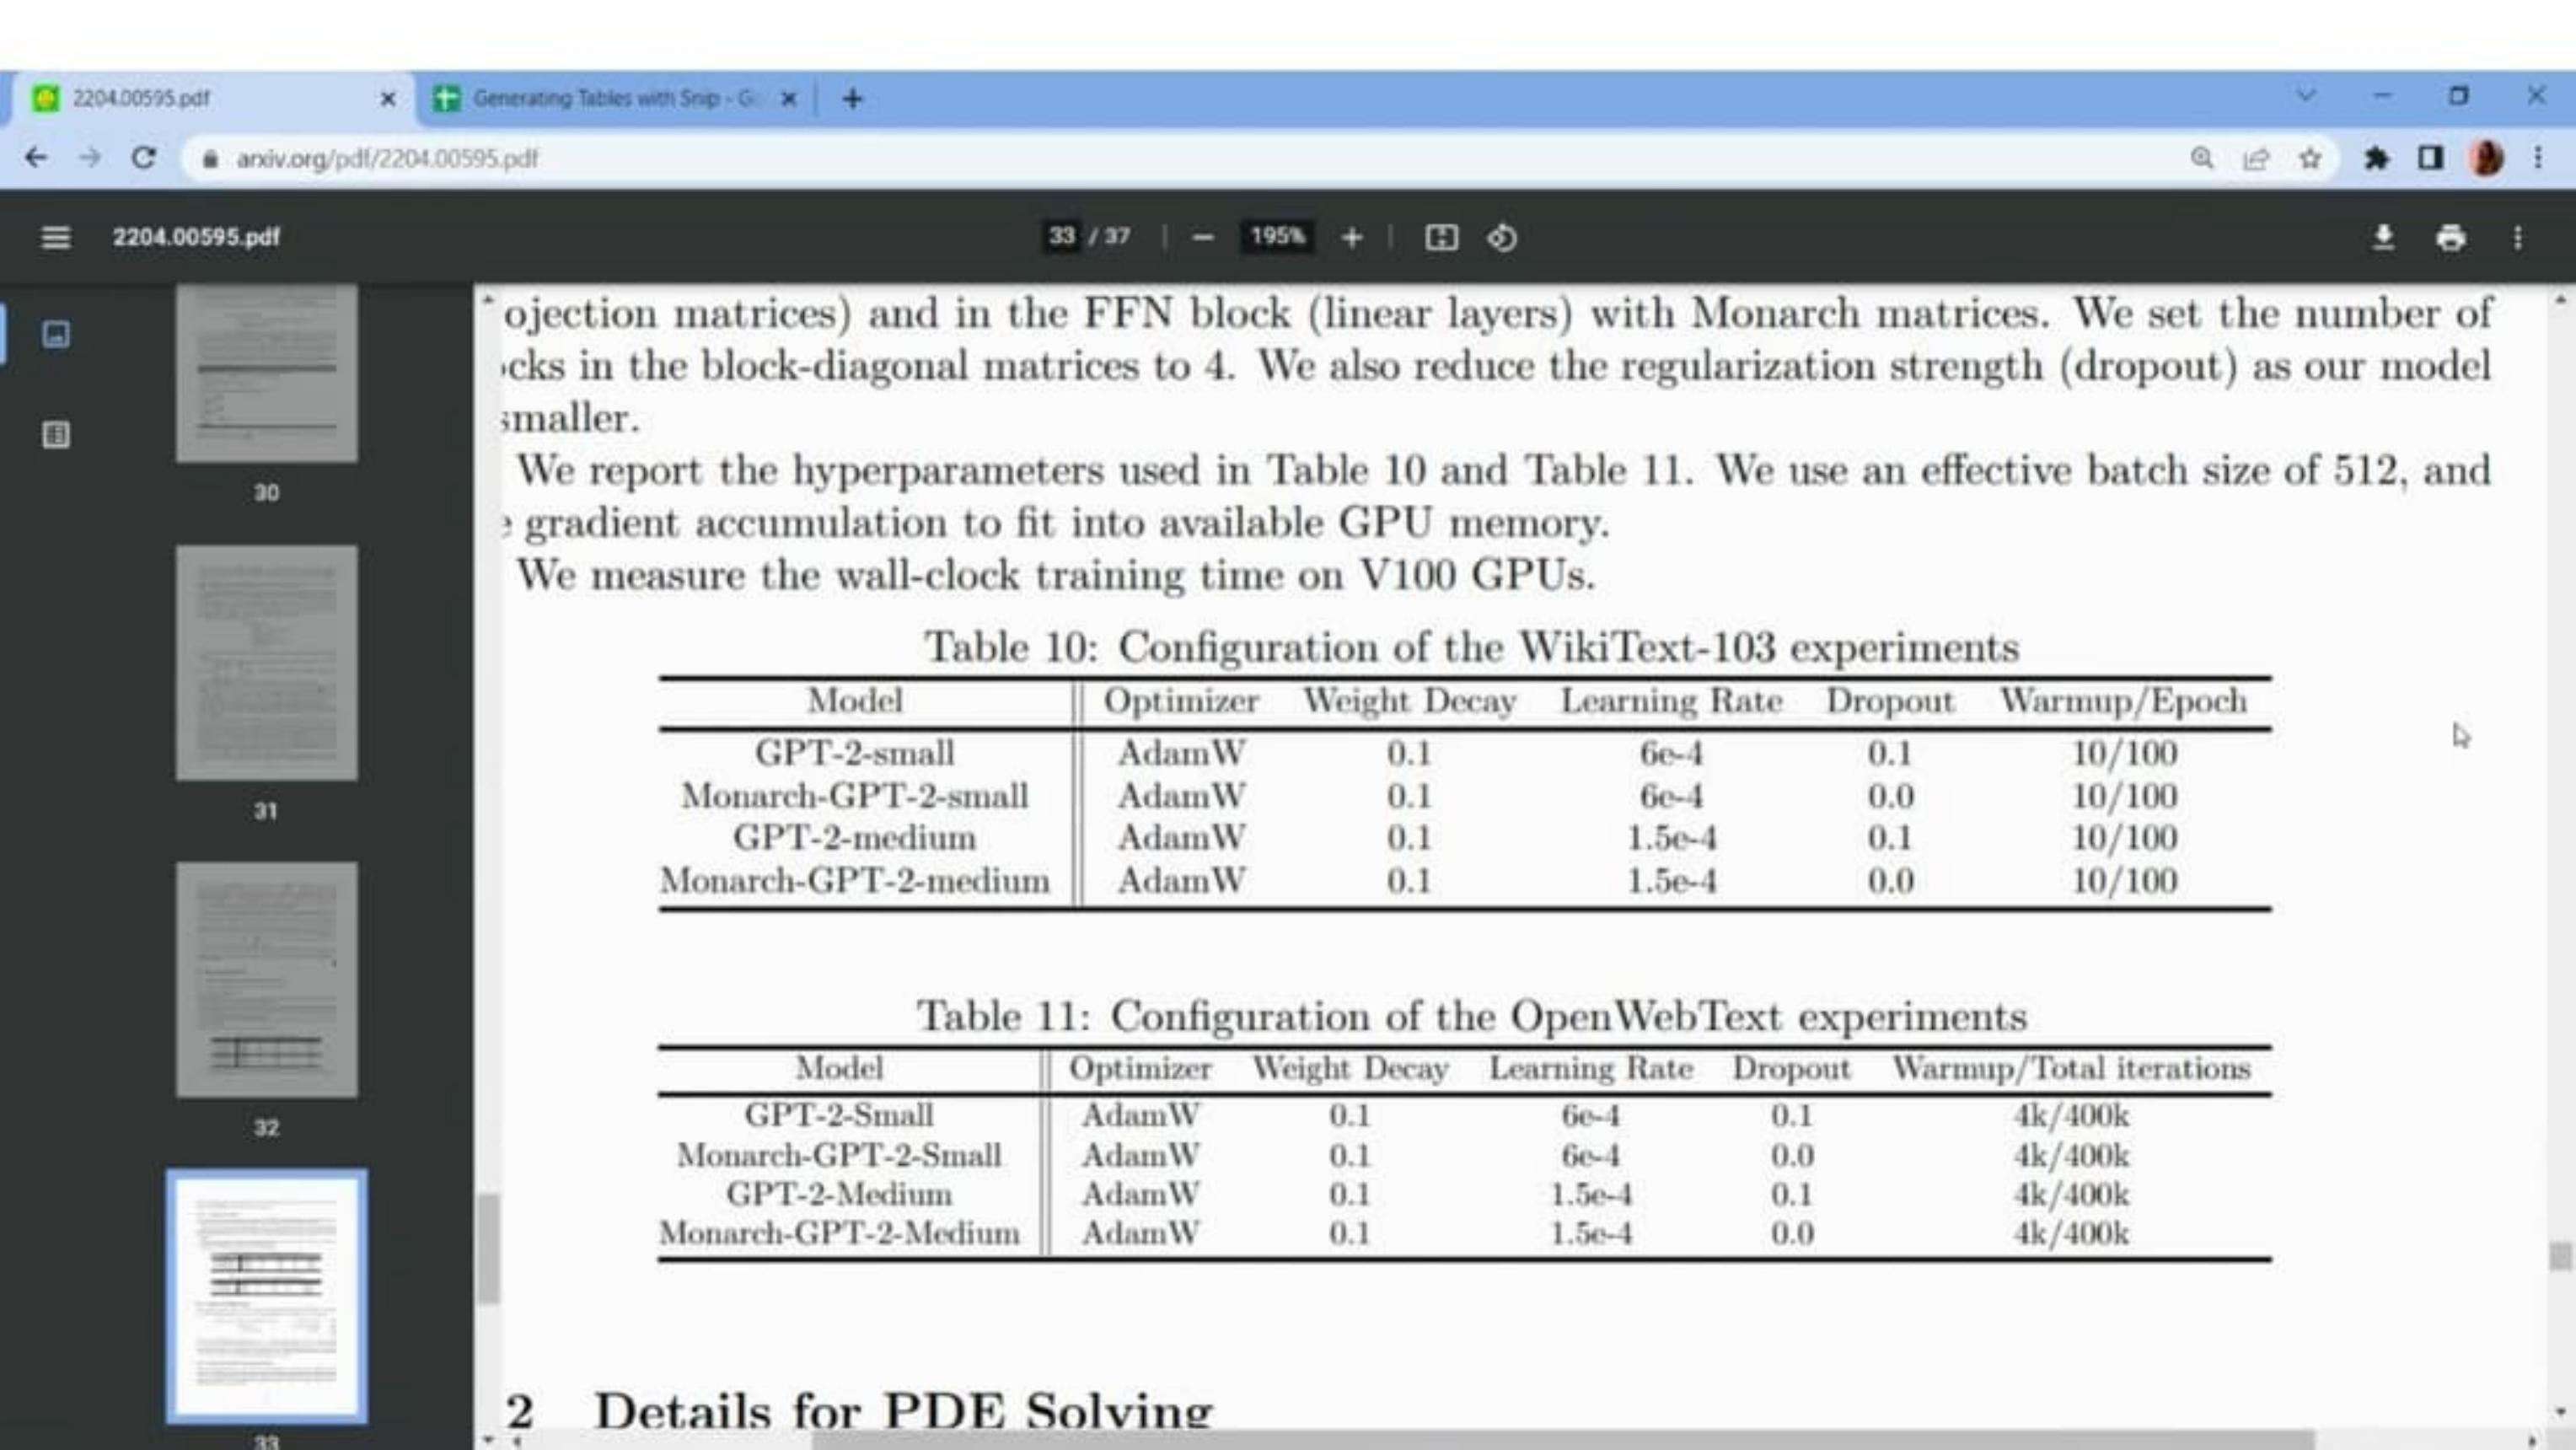 2204.00595.pdf
Generating Tables with Snip - G
arxiv.org/pdf/2204.00595.pdf
2204.00595.pdf
33 / 37
195%
ojection matrices) and in the FFN block (linear layers) with Monarch matrices. We set the number of
cks in the block-diagonal matrices to 4. We also reduce the regularization strength (dropout) as our model
smaller.
We report the hyperparameters used in Table 10 and Table 11. We use an effective batch size of 512, and
e gradient accumulation to fit into available GPU memory.
We measure the wall-clock training time on V100 GPUs.
Table 10: Configuration of the WikiText-103 experiments
Model Optimizer Weight Decay Learning Rate Dropout Warmup/Epoch
GPT-2-small AdamW 0.1 6e-4 0.1 10/100
Monarch-GPT-2-small AdamW 0.1 6e-4 0.0 10/100
GPT-2-medium AdamW 0.1 1.5e-4 0.1 10/100
Monarch-GPT-2-medium AdamW 0.1 1.5e-4 0.0 10/100
Table 11: Configuration of the OpenWebText experiments
Model Optimizer Weight Decay Learning Rate Dropout Warmup/Total iterations
GPT-2-Small AdamW 0.1 6e-4 0.1 4k/400k
Monarch-GPT-2-Small AdamW 0.1 6e-4 0.0 4k/400k
GPT-2-Medium AdamW 0.1 1.5e-4 0.1 4k/400k
Monarch-GPT-2-Medium AdamW 0.1 1.5e-4 0.0 4k/400k
2 Details for PDE Solving
30
31
32
33